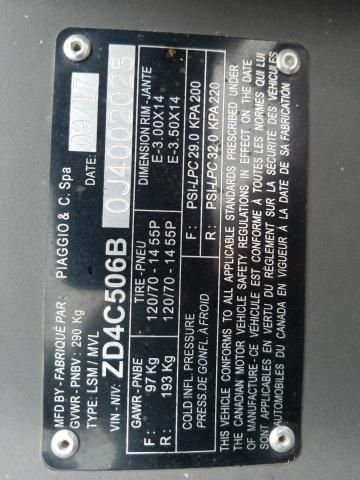 MFD BY - FABRIQUÉ PAR : PIAGGIO & C. Spa
GVWR - PNBV : 290 Kg
TYPE: LSM / MVL DATE: 09/17
VIN - NIV: ZD4C506B 0J4002025
GAWR - PNBE TIRE - PNEU DIMENSION RIM - JANTE
F: 97 Kg 120/70 - 14 55P E-3.00X14
R: 193 Kg 120/70 - 14 55P E-3.50X14
COLD INFL PRESSURE F: PSI-LPC 29.0 KPA 200
PRESS.DE GONFL. À FROID R: PSI-LPC 32.0 KPA 220
THIS VEHICLE CONFORMS TO ALL APPLICABLE STANDARDS PRESCRIBED UNDER
THE CANADIAN MOTOR VEHICLE SAFETY REGULATIONS IN EFFECT ON THE DATE
OF MANUFACTURE - CE VÉHICULE EST CONFORME À TOUTES LES NORMES QUI LUI
SONT APPLICABLES EN VERTU DU RÈGLEMENT SUR LA SÉCURITÉ DES VÉHICULES
AUTOMOBILES DU CANADA EN VIGUEUR À LA DATE DE SA FABRICATION